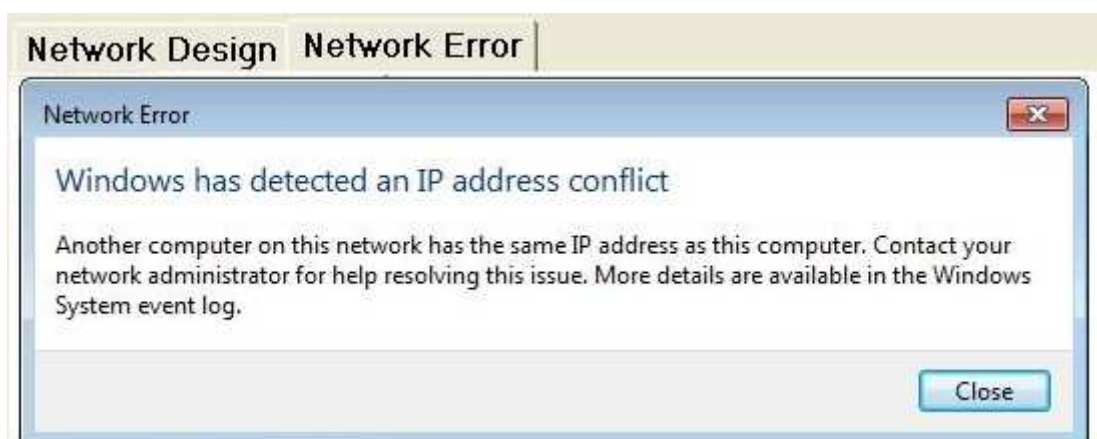 Network Design Network Error
Network Error
Windows has detected an IP address conflict
Another computer on this network has the same IP address as this computer. Contact your
network administrator for help resolving this issue. More details are available in the Windows
System event log.
Close